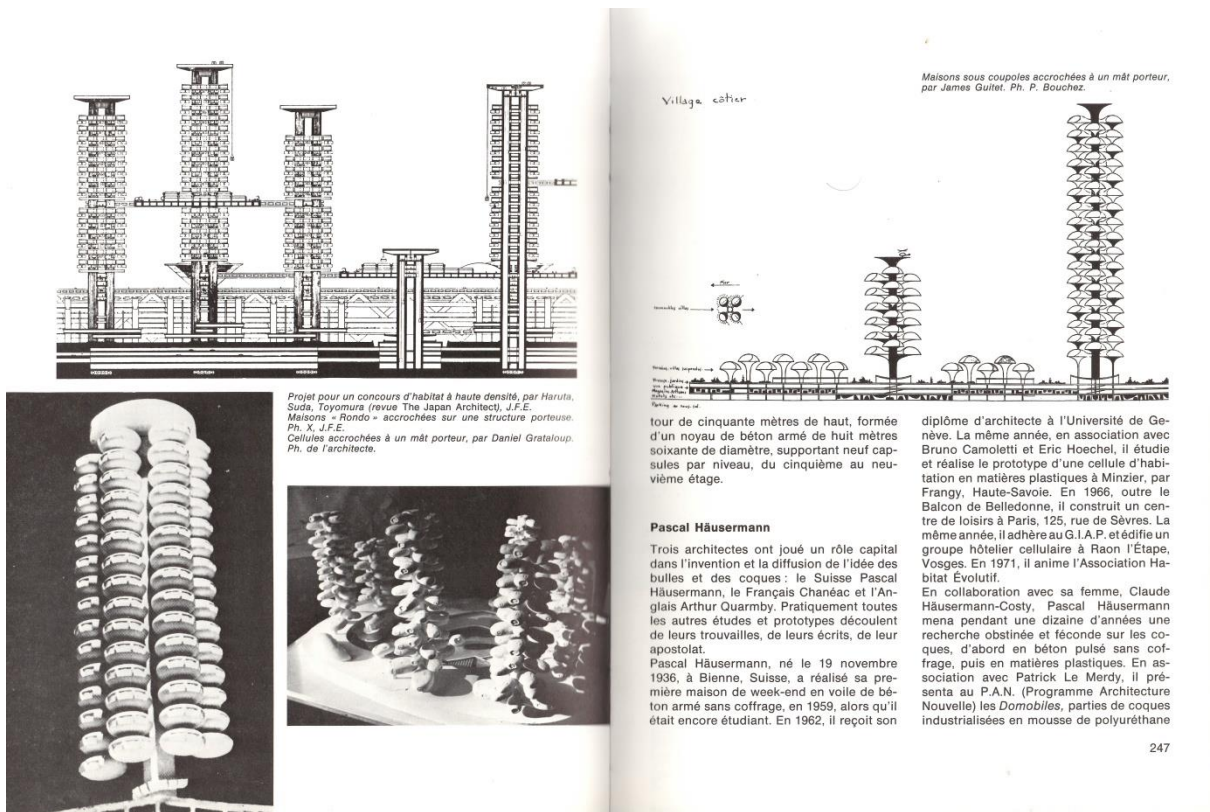 Projet pour un concours d'habitat à haute densité, par Haruta,
Suda, Toyomura (revue The Japan Architect), J.F.E.
Maisons « Rondo » accrochées sur une structure porteuse.
Ph. X, J.F.E.
Cellules accrochées à un mât porteur, par Daniel Grataloup.
Ph. de l'architecte.
Maisons sous coupoles accrochées à un mât porteur,
par James Guitet. Ph. P. Bouchez.
Village côtier
mer
tour de cinquante mètres de haut, formée
d'un noyau de béton armé de huit mètres
soixante de diamètre, supportant neuf cap-
sules par niveau, du cinquième au neu-
vième étage.
Pascal Häusermann
Trois architectes ont joué un rôle capital
dans l'invention et la diffusion de l'idée des
bulles et des coques : le Suisse Pascal
Häusermann, le Français Chanéac et l'An-
glais Arthur Quarmby. Pratiquement toutes
les autres études et prototypes découlent
de leurs trouvailles, de leurs écrits, de leur
apostolat.
Pascal Häusermann, né le 19 novembre
1936, à Bienne, Suisse, a réalisé sa pre-
mière maison de week-end en voile de bé-
ton armé sans coffrage, en 1959, alors qu'il
était encore étudiant. En 1962, il reçoit son
diplôme d'architecte à l'Université de Ge-
nève. La même année, en association avec
Bruno Camoletti et Eric Hoechel, il étudie
et réalise le prototype d'une cellule d'habi-
tation en matières plastiques à Minzier, par
Frangy, Haute-Savoie. En 1966, outre le
Balcon de Belledonne, il construit un cen-
tre de loisirs à Paris, 125, rue de Sèvres. La
même année, il adhère au G.I.A.P. et édifie un
groupe hôtelier cellulaire à Raon l'Étape,
Vosges. En 1971, il anime l'Association Ha-
bitat Évolutif.
En collaboration avec sa femme, Claude
Häusermann-Costy, Pascal Häusermann
mena pendant une dizaine d'années une
recherche obstinée et féconde sur les co-
ques, d'abord en béton pulsé sans cof-
frage, puis en matières plastiques. En as-
sociation avec Patrick Le Merdy, il pré-
senta au P.A.N. (Programme Architecture
Nouvelle) les Domobiles, parties de coques
industrialisées en mousse de polyuréthane
247